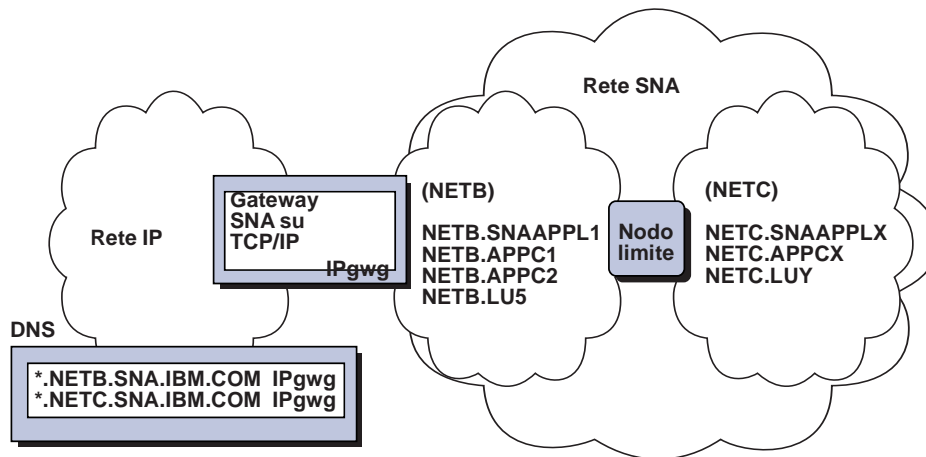 Rete SNA
Rete IP
Gateway
SNA su
TCP/IP
IPgwg
(NETB)
NETB.SNAAPPL1
NETB.APPC1
NETB.APPC2
NETB.LU5
Nodo
limite
(NETC)
NETC.SNAAPPLX
NETC.APPCX
NETC.LUY
DNS
*.NETB.SNA.IBM.COM IPgwg
*.NETC.SNA.IBM.COM IPgwg